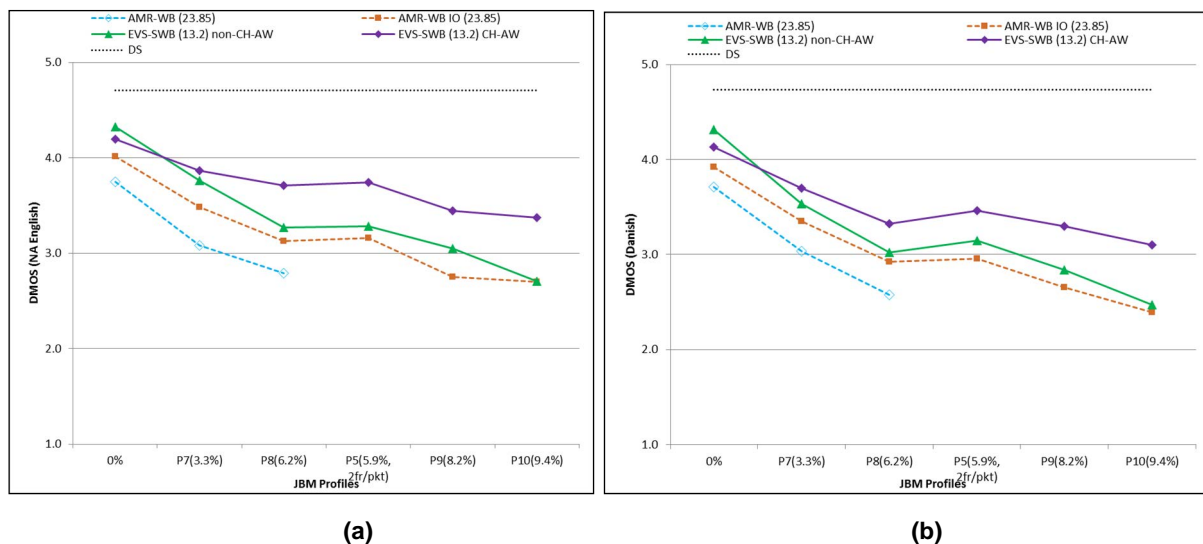 AMR-WB (23.85) AMR-WB IO (23.85)
EVS-SWB (13.2) non-CH-AW EVS-SWB (13.2) CH-AW
DS
5.0
4.0
3.0
2.0
1.0
DMOS (NA English)
0% P7(3.3%) P8(6.2%) P5(5.9%, P9(8.2%) P10(9.4%)
2fr/pkt)
JBM Profiles
(a)
AMR-WB (23.85) AMR-WB IO (23.85)
EVS-SWB (13.2) non-CH-AW EVS-SWB (13.2) CH-AW
DS
5.0
4.0
3.0
2.0
1.0
DMOS (Danish)
0% P7(3.3%) P8(6.2%) P5(5.9%, P9(8.2%) P10(9.4%)
2fr/pkt)
JBM Profiles
(b)